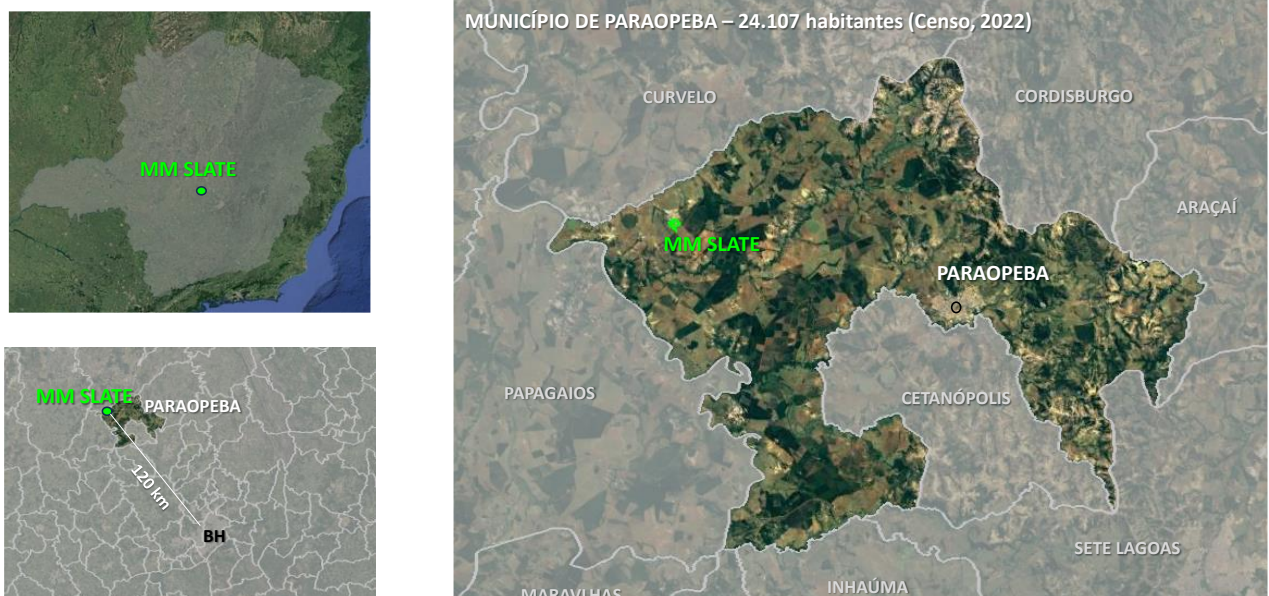 MM SLATE
MM SLATE
PARAOPEBA
120 km
BH
MUNICÍPIO DE PARAOPEBA – 24.107 habitantes (Censo, 2022)
CURVELO
CORDISBURGO
ARAÇAÍ
MM SLATE
PARAOPEBA
PAPAGAIOS
CETANÓPOLIS
SETE LAGOAS
INHAÚMA
MARAVILHAS